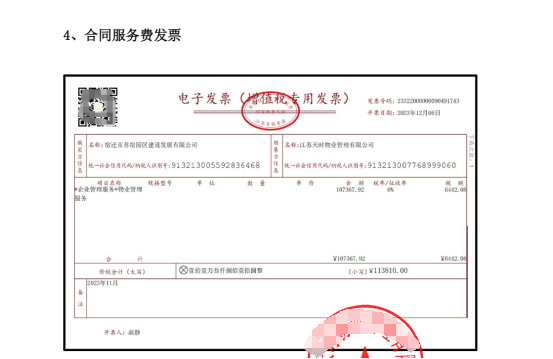 4、合同服务费发票
电子发票（增值税专用发票）
发票号码：23322000000096491743
开票日期：2023年12月06日
购买方信息
名称：宿迁市苏宿园区建设发展有限公司
统一社会信用代码/纳税人识别号：913213005592836468
销售方信息
名称：江苏天时物业管理有限公司
统一社会信用代码/纳税人识别号：913213007768999060
项目名称 规格型号 单位 数量 单价 金额 税率/征收率 税额
*企业管理服务*物业管理服务 107367.92 6% 6442.08
合计 ¥107367.92 ¥6442.08
价税合计（大写） ⊗壹拾壹万叁仟捌佰壹拾圆整 （小写）¥113810.00
备注
2023年11月
开票人：高静